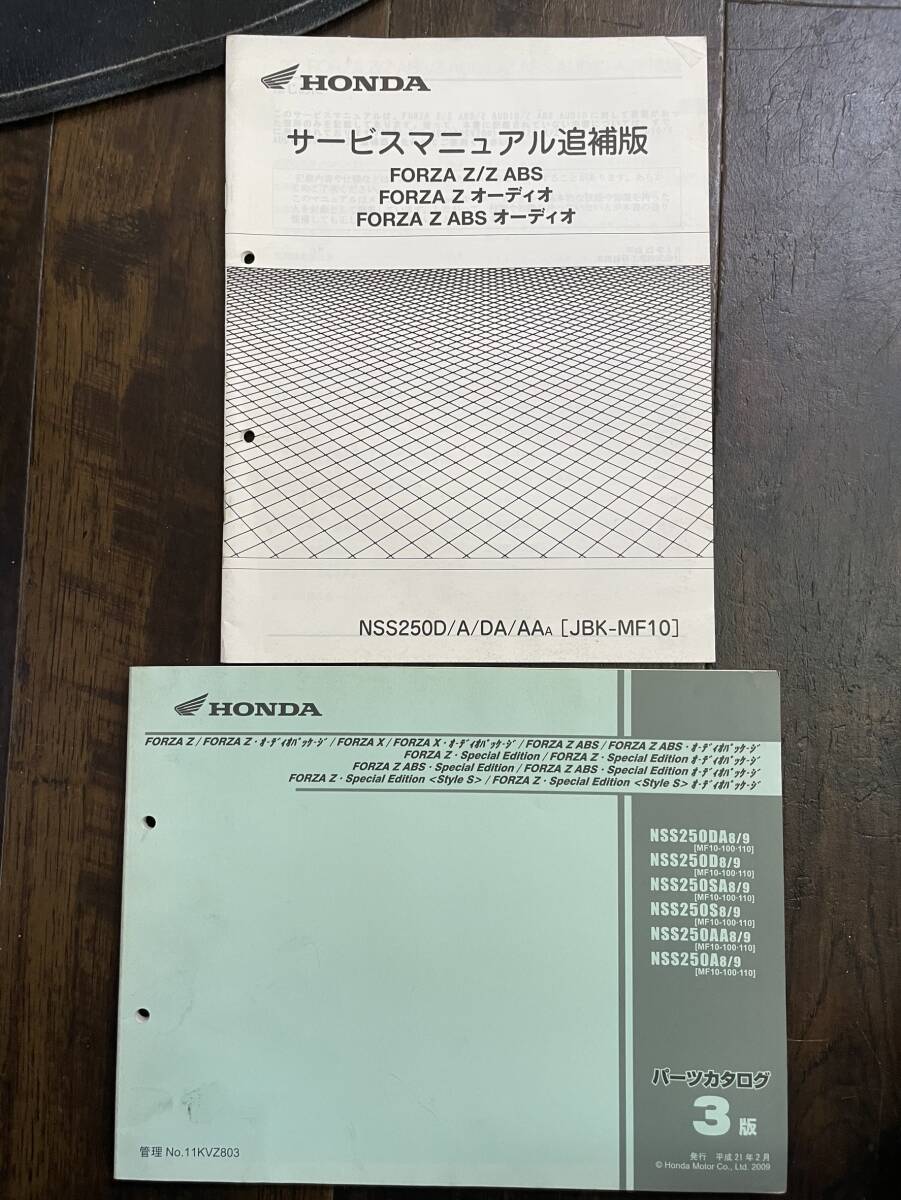 HONDA
サービスマニュアル追補版
FORZA Z/Z ABS
FORZA Z オーディオ
FORZA Z ABS オーディオ
NSS250D/A/DA/AAA [JBK-MF10]
HONDA
FORZA Z / FORZA Z・ｵｰﾃﾞｨｵﾊﾟｯｹｰｼﾞ / FORZA X / FORZA X・ｵｰﾃﾞｨｵﾊﾟｯｹｰｼﾞ / FORZA Z ABS / FORZA Z ABS・ｵｰﾃﾞｨｵﾊﾟｯｹｰｼﾞ
FORZA Z・Special Edition / FORZA Z・Special Edition ｵｰﾃﾞｨｵﾊﾟｯｹｰｼﾞ
FORZA Z ABS・Special Edition / FORZA Z ABS・Special Edition ｵｰﾃﾞｨｵﾊﾟｯｹｰｼﾞ
FORZA Z・Special Edition <Style S> / FORZA Z・Special Edition <Style S> ｵｰﾃﾞｨｵﾊﾟｯｹｰｼﾞ
NSS250DA8/9
[MF10-100･110]
NSS250D8/9
[MF10-100･110]
NSS250SA8/9
[MF10-100･110]
NSS250S8/9
[MF10-100･110]
NSS250AA8/9
[MF10-100･110]
NSS250A8/9
[MF10-100･110]
パーツカタログ
3版
発行 平成21年2月
© Honda Motor Co., Ltd. 2009
管理 No.11KVZ803